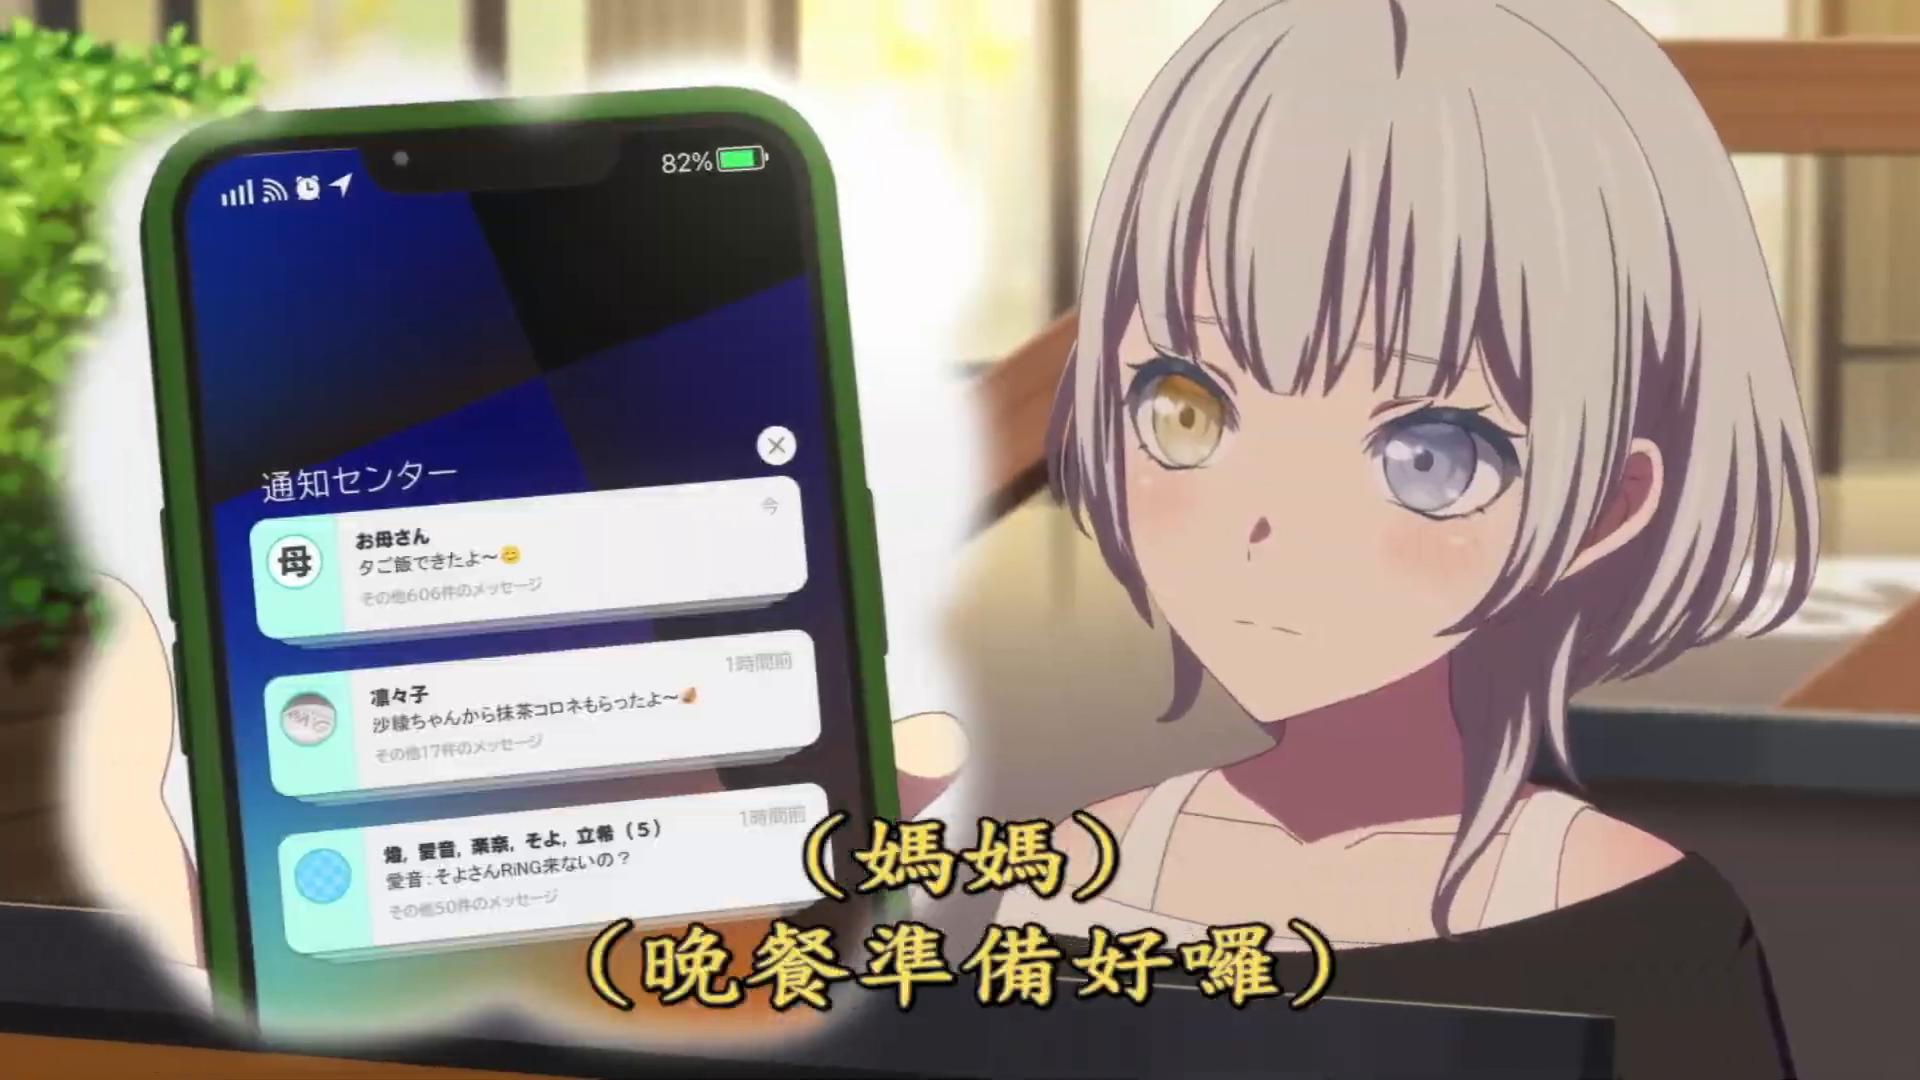 82%
通知センター
今
母
お母さん
夕ご飯できたよ～😊
その他606件のメッセージ
1時間前
凛々子
沙綾ちゃんから抹茶コロネもらったよ～
その他17件のメッセージ
1時間前
燈, 愛音, 楽奈, そよ, 立希（5）
愛音：そよさんRiNG来ないの？
その他50件のメッセージ
（媽媽）
（晚餐準備好囉）